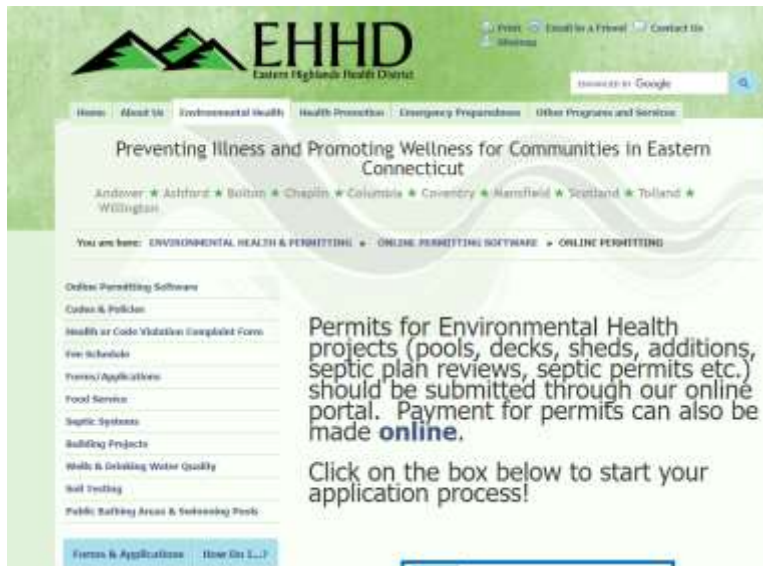 EHHD
Eastern Highlands Health District
Print Email to a Friend Contact Us
Sitemap
ENHANCED BY Google
Home About Us Environmental Health Health Promotion Emergency Preparedness Other Programs and Services
Preventing Illness and Promoting Wellness for Communities in Eastern
Connecticut
Andover ★ Ashford ★ Bolton ★ Chaplin ★ Columbia ★ Coventry ★ Mansfield ★ Scotland ★ Tolland ★
Willington
You are here: ENVIRONMENTAL HEALTH & PERMITTING » ONLINE PERMITTING SOFTWARE » ONLINE PERMITTING
Online Permitting Software
Codes & Policies
Health or Code Violation Complaint Form
Fee Schedule
Forms/Applications
Food Service
Septic Systems
Building Projects
Wells & Drinking Water Quality
Soil Testing
Public Bathing Areas & Swimming Pools
Forms & Applications How Do I...?
Permits for Environmental Health
projects (pools, decks, sheds, additions,
septic plan reviews, septic permits etc.)
should be submitted through our online
portal. Payment for permits can also be
made online.
Click on the box below to start your
application process!